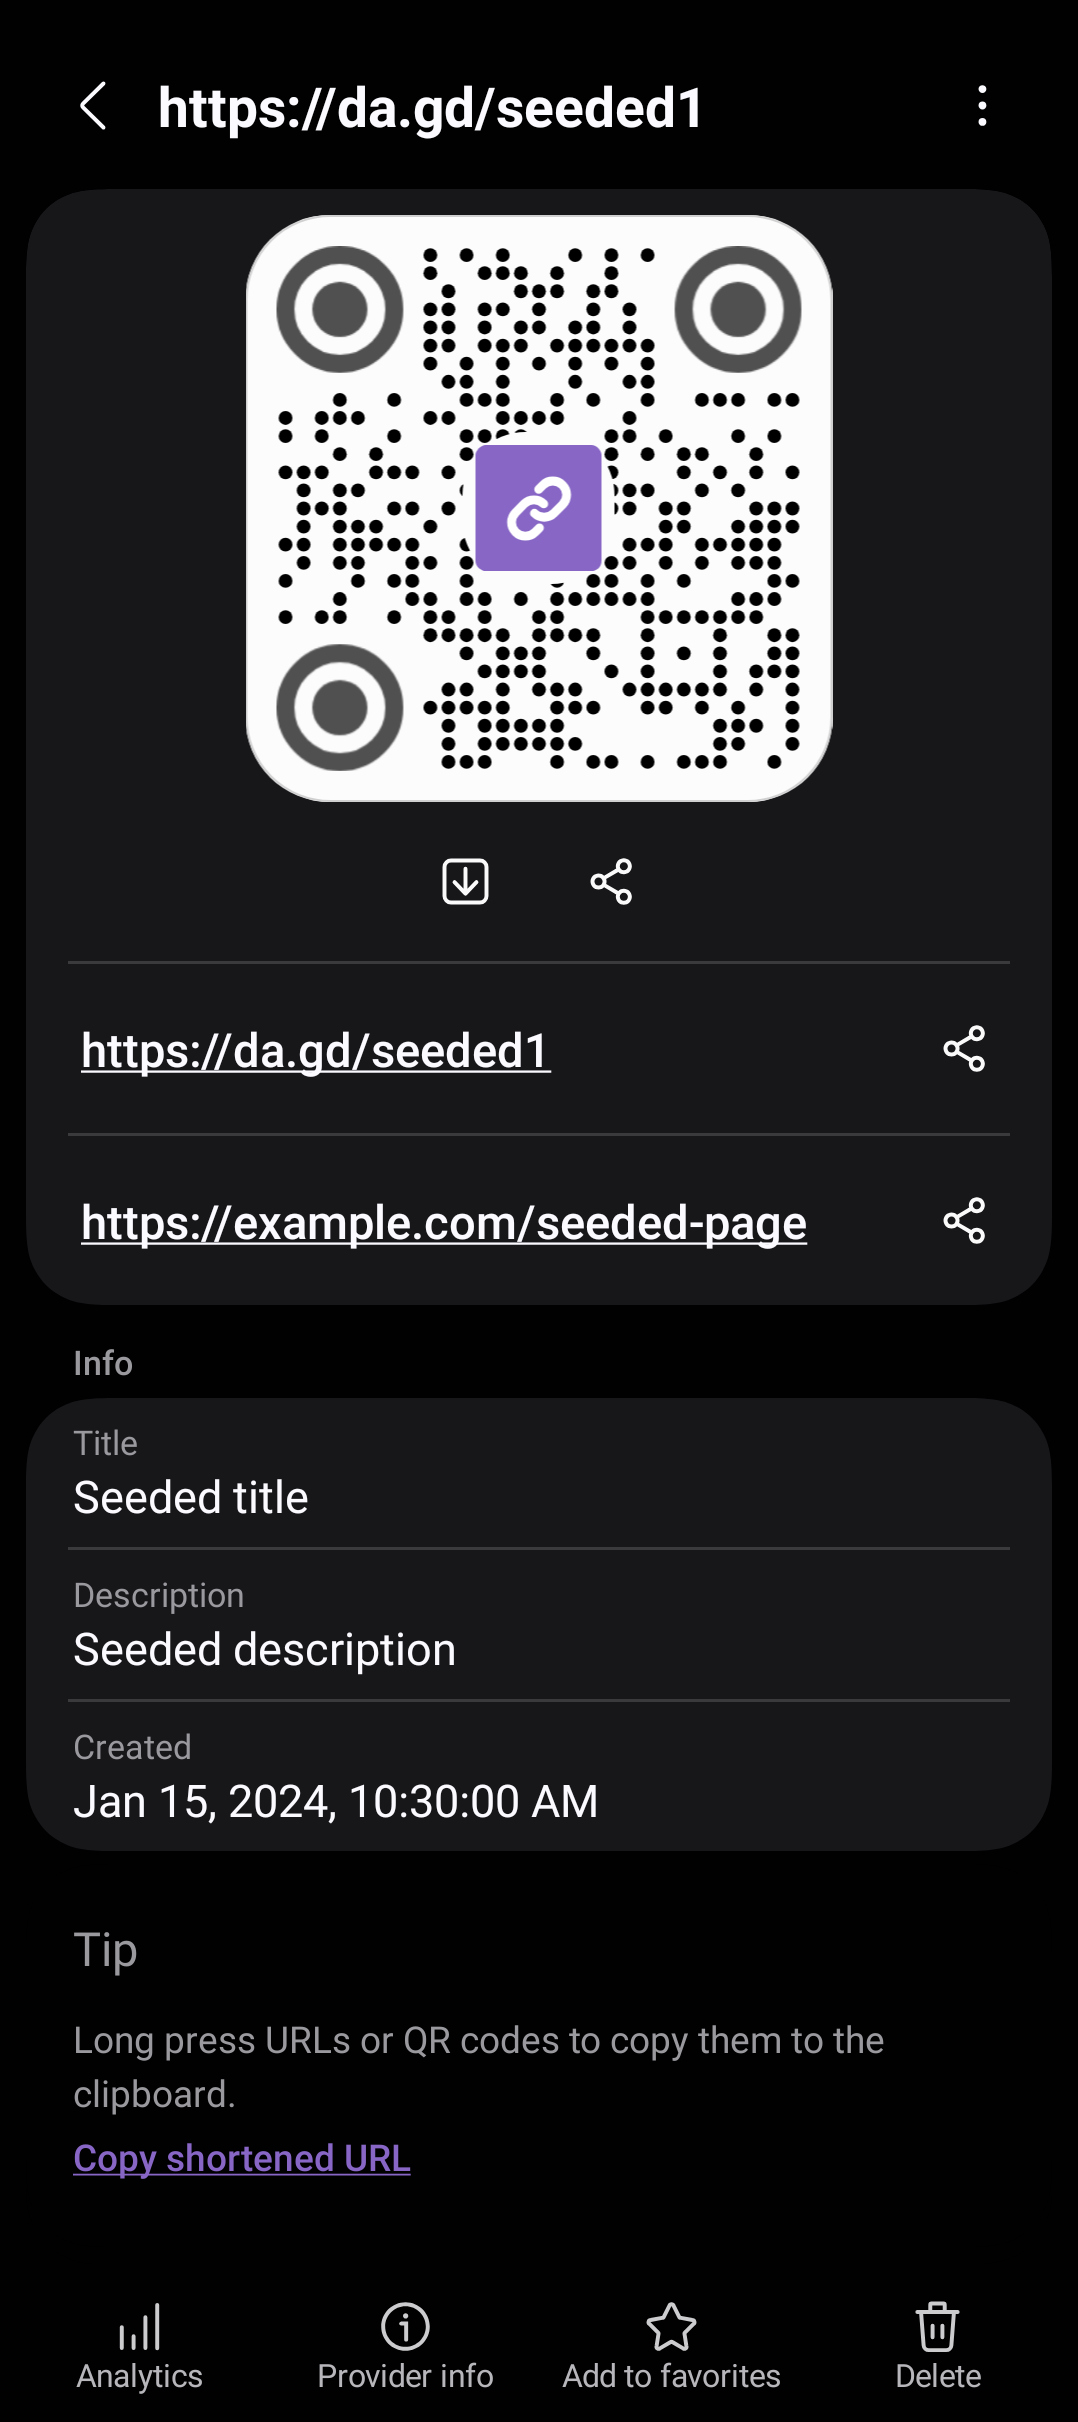 https://da.gd/seeded1
https://da.gd/seeded1
https://example.com/seeded-page
Info
Title
Seeded title
Description
Seeded description
Created
Jan 15, 2024, 10:30:00 AM
Tip
Long press URLs or QR codes to copy them to the
clipboard.
Copy shortened URL
Analytics
Provider info
Add to favorites
Delete